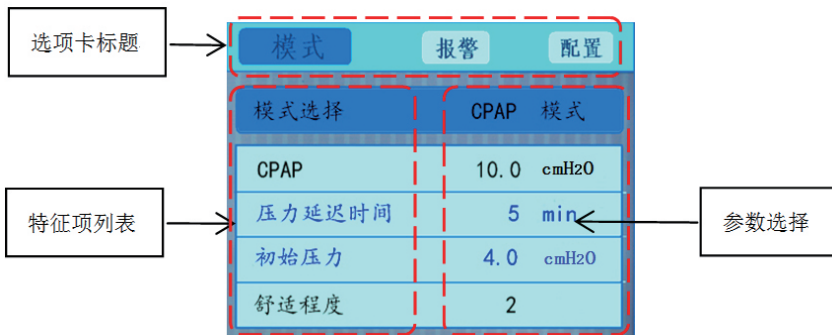 选项卡标题
模式 报警 配置
模式选择 CPAP 模式
CPAP 10.0 cmH2O
压力延迟时间 5 min
特征项列表
参数选择
初始压力 4.0 cmH2O
舒适程度 2